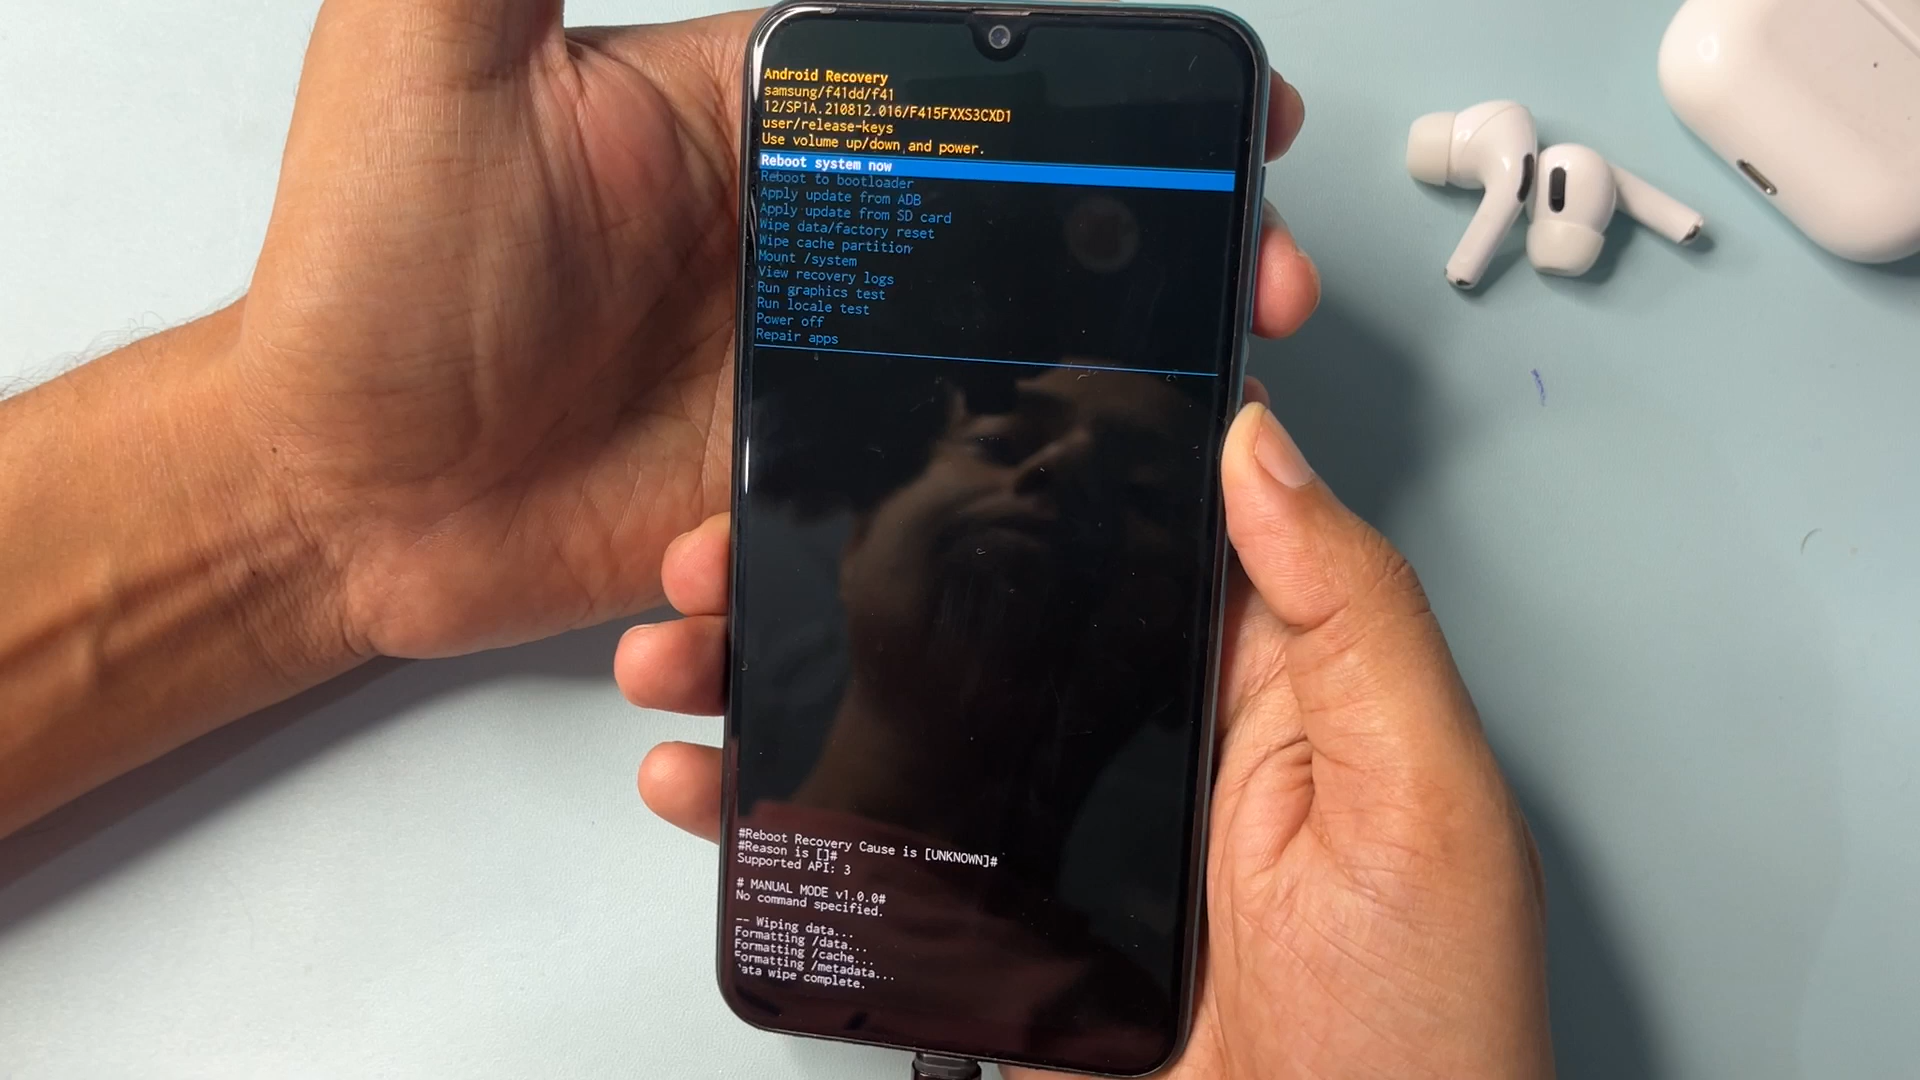 Android Recovery
samsung/f41dd/f41
12/SP1A.210812.016/F415FXXS3CXD1
user/release-keys
Use volume up/down and power.
Reboot system now
Reboot to bootloader
Apply update from ADB
Apply update from SD card
Wipe data/factory reset
Wipe cache partition
Mount /system
View recovery logs
Run graphics test
Run locale test
Power off
Repair apps
#Reboot Recovery Cause is [UNKNOWN]#
#Reason is []#
Supported API: 3
# MANUAL MODE v1.0.0#
No command specified.
-- Wiping data...
Formatting /data...
Formatting /cache...
Formatting /metadata...
Data wipe complete.